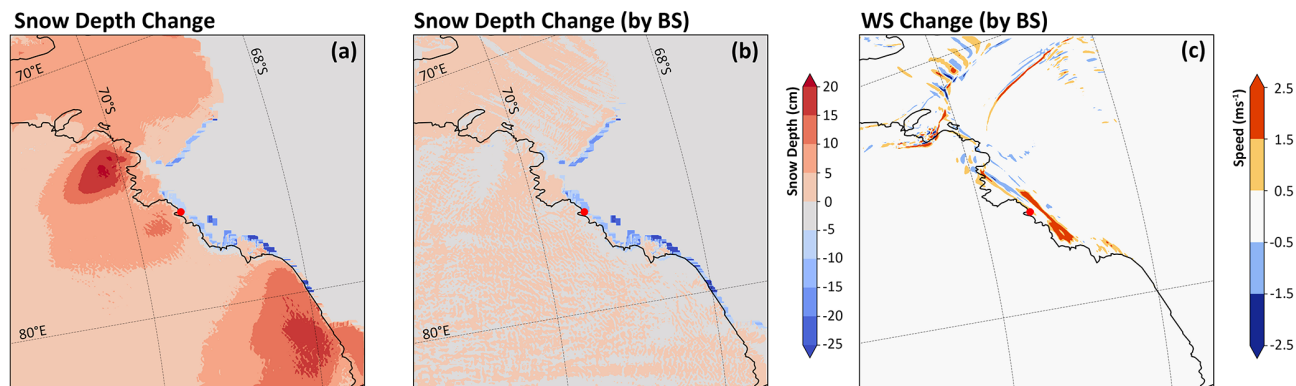 Snow Depth Change
Snow Depth Change (by BS)
WS Change (by BS)
(a)
70°E
70°S
68°S
80°E
(b)
70°E
70°S
68°S
80°E
Snow Depth (cm)
20
15
10
5
0
-5
-10
-15
-20
-25
(c)
Speed (ms⁻¹)
2.5
1.5
0.5
-0.5
-1.5
-2.5